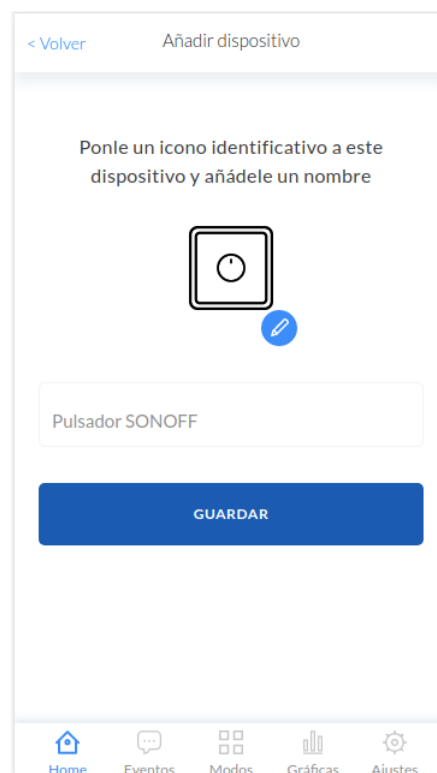 < Volver
Añadir dispositivo
Ponle un icono identificativo a este
dispositivo y añádele un nombre
Pulsador SONOFF
GUARDAR
Home
Eventos
Modos
Gráficas
Ajustes